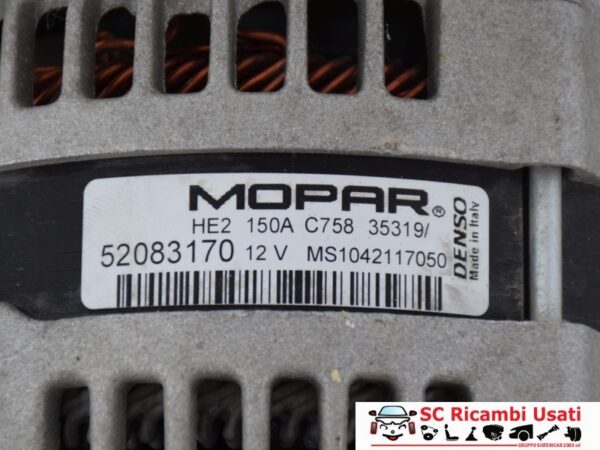 MOPAR®
HE2 150A C758 35319/
52083170 12 V MS1042117050
DENSO
Made in Italy
SC Ricambi Usati